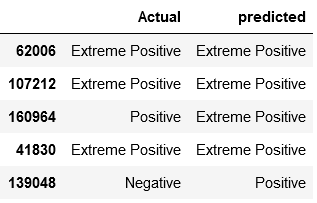 Actual predicted
62006 Extreme Positive Extreme Positive
107212 Extreme Positive Extreme Positive
160964 Positive Extreme Positive
41830 Extreme Positive Extreme Positive
139048 Negative Positive